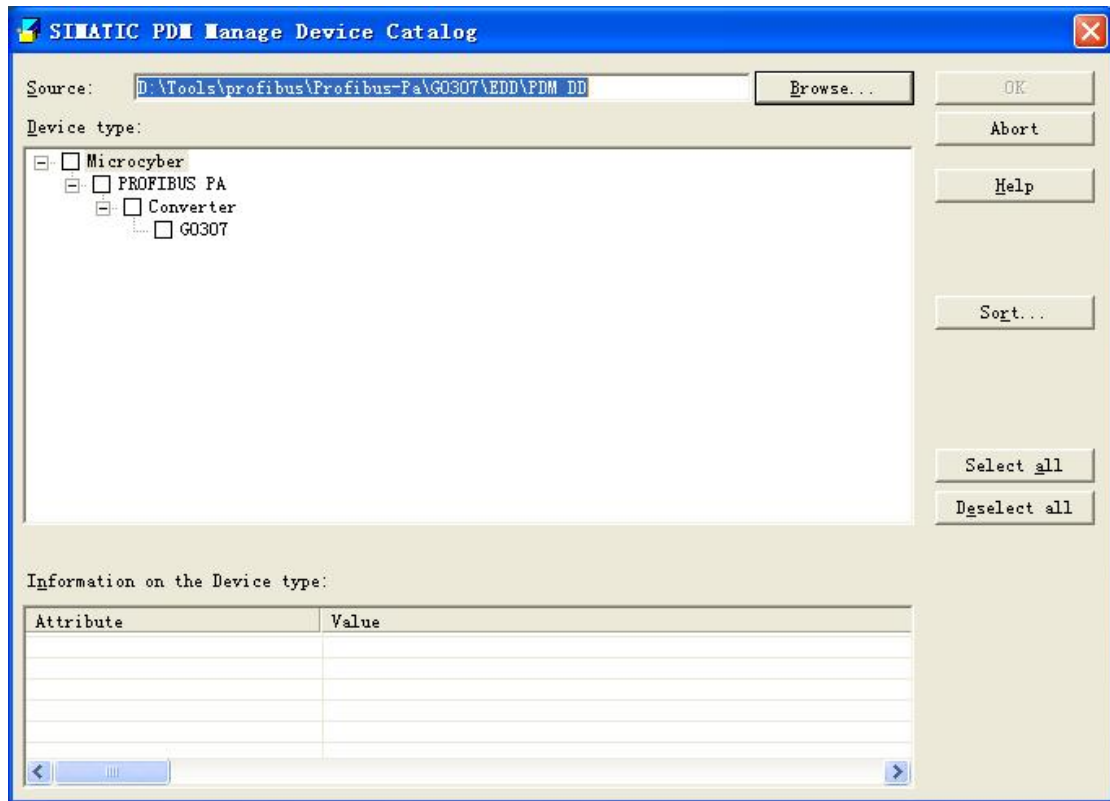 SIMATIC PDM Manage Device Catalog
Source: D:\Tools\profibus\Profibus-Pa\G0307\EDD\PDM DD Browse... OK
Device type: Abort
Microcyber
PROFIBUS PA Help
Converter
G0307
Sort...
Select all
Deselect all
Information on the Device type:
Attribute Value